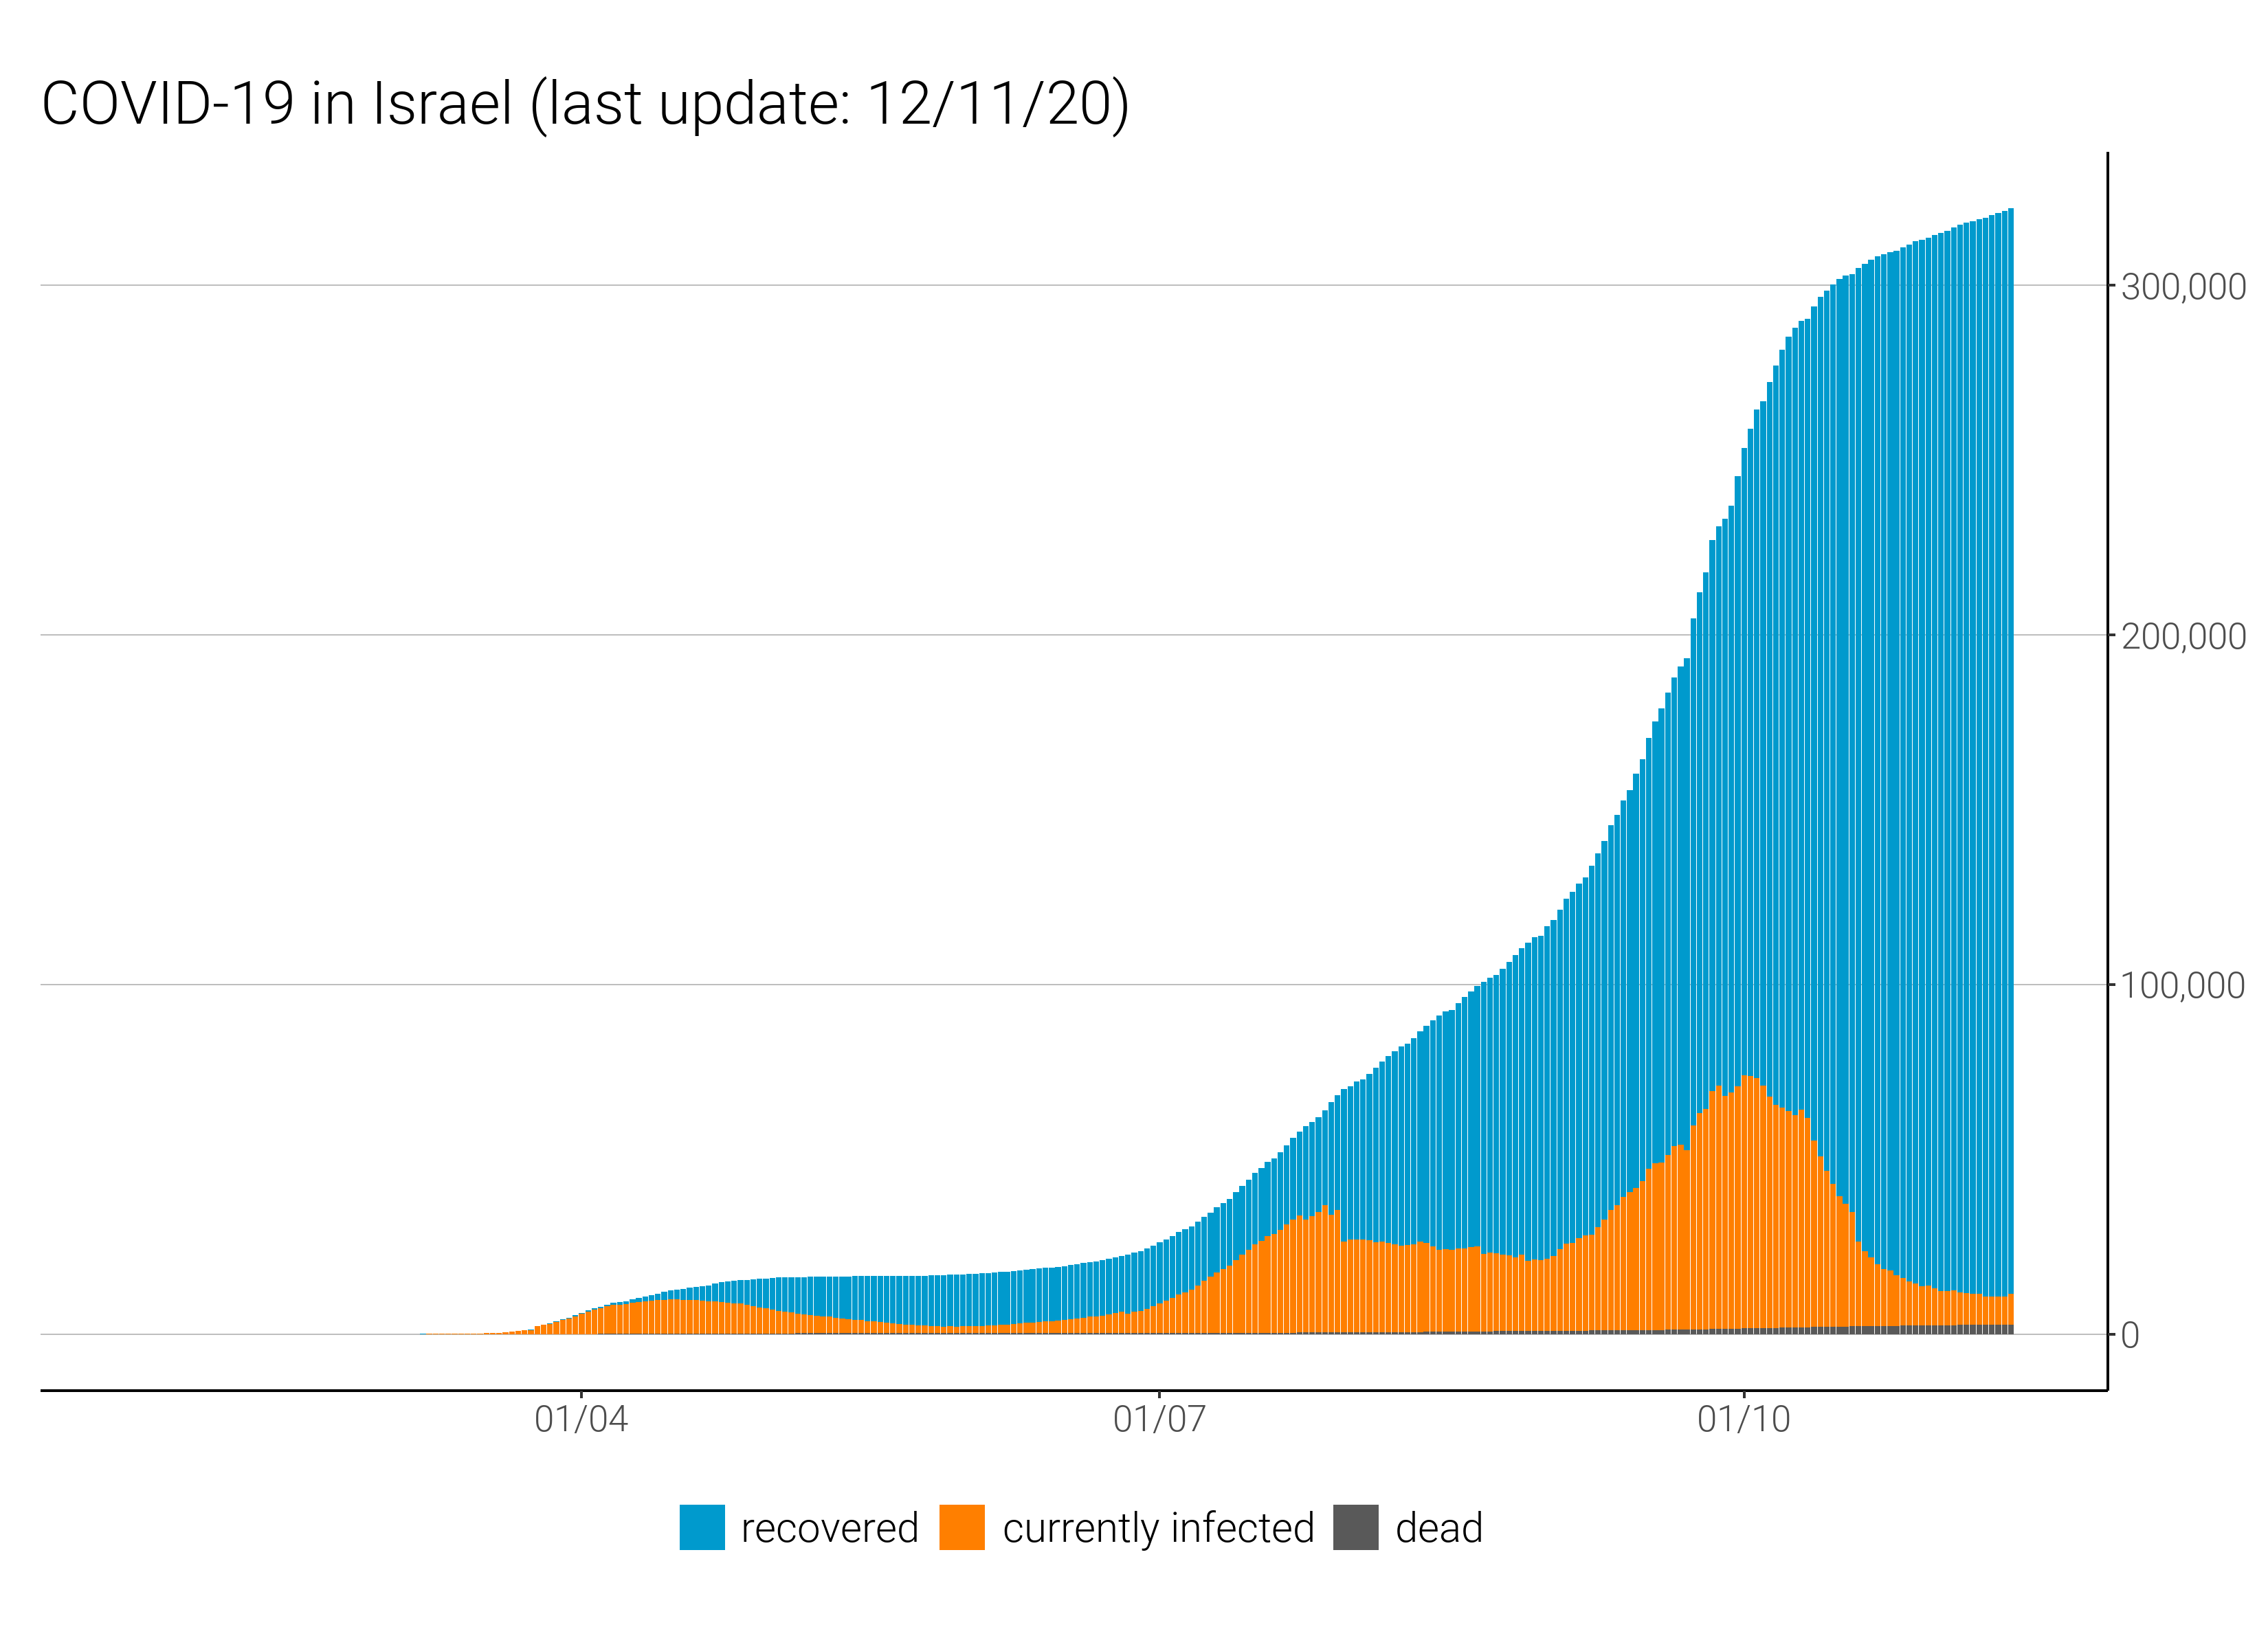 COVID-19 in Israel (last update: 12/11/20)
300,000
200,000
100,000
0
01/04 01/07 01/10
recovered currently infected dead